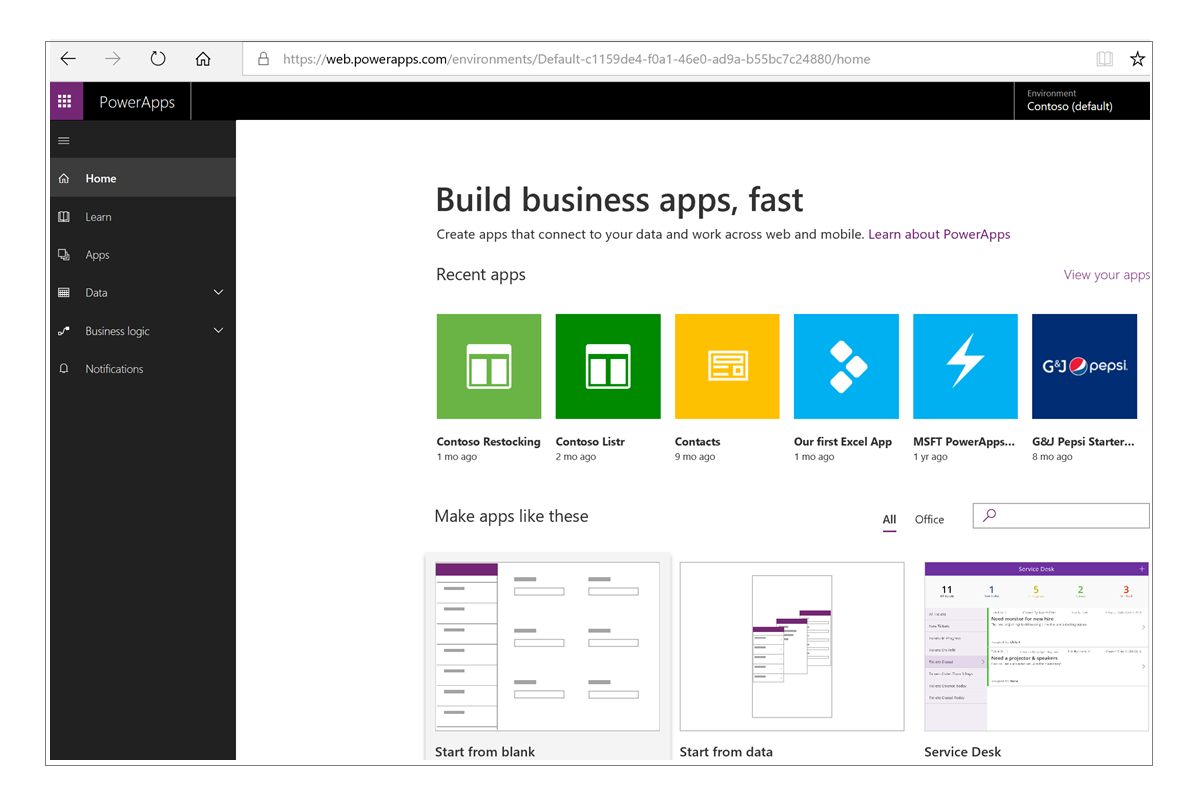 https://web.powerapps.com/environments/Default-c1159de4-f0a1-46e0-ad9a-b55bc7c24880/home
PowerApps
Environment
Contoso (default)
Home
Learn
Apps
Data
Business logic
Notifications
Build business apps, fast
Create apps that connect to your data and work across web and mobile. Learn about PowerApps
Recent apps
View your apps
G&J pepsi
Contoso Restocking
1 mo ago
Contoso Listr
2 mo ago
Contacts
9 mo ago
Our first Excel App
1 mo ago
MSFT PowerApps...
1 yr ago
G&J Pepsi Starter...
8 mo ago
Make apps like these
All
Office
Service Desk
11 1 5 2 3
Need monitor for new hire
Need a projector & speakers
Start from blank
Start from data
Service Desk